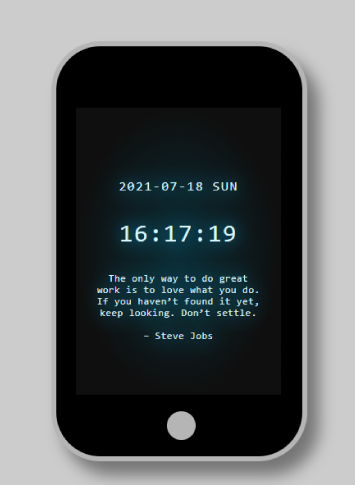 2021-07-18 SUN
16:17:19
The only way to do great
work is to love what you do.
If you haven’t found it yet,
keep looking. Don’t settle.
– Steve Jobs